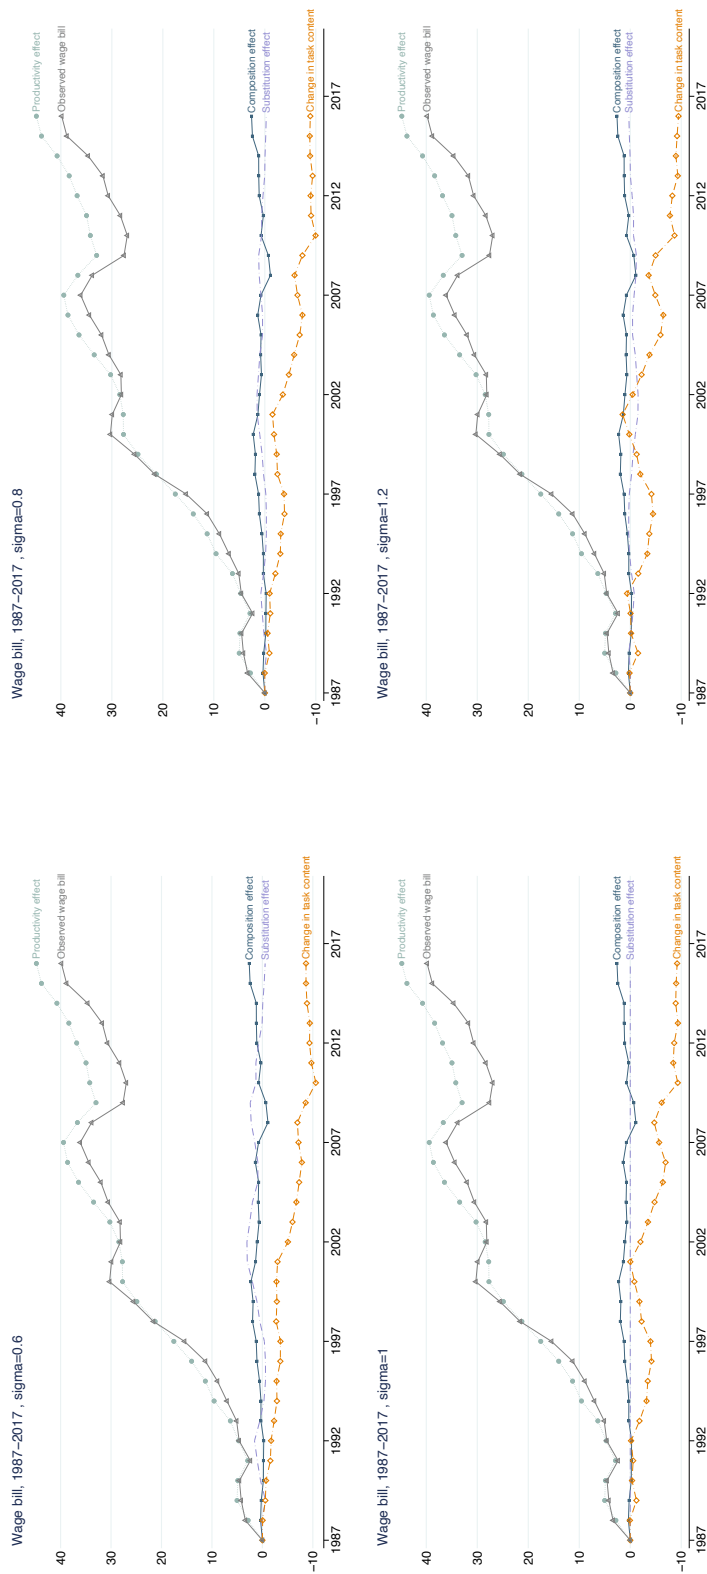 Wage bill, 1987−2017 , sigma=0.6
40
30
20
10
0
−10
1987
1992
1997
2002
2007
2012
2017
Productivity effect
Observed wage bill
Composition effect
Substitution effect
Change in task content
Wage bill, 1987−2017 , sigma=0.8
40
30
20
10
0
−10
1987
1992
1997
2002
2007
2012
2017
Productivity effect
Observed wage bill
Composition effect
Substitution effect
Change in task content
Wage bill, 1987−2017 , sigma=1
40
30
20
10
0
−10
1987
1992
1997
2002
2007
2012
2017
Productivity effect
Observed wage bill
Composition effect
Substitution effect
Change in task content
Wage bill, 1987−2017 , sigma=1.2
40
30
20
10
0
−10
1987
1992
1997
2002
2007
2012
2017
Productivity effect
Observed wage bill
Composition effect
Substitution effect
Change in task content